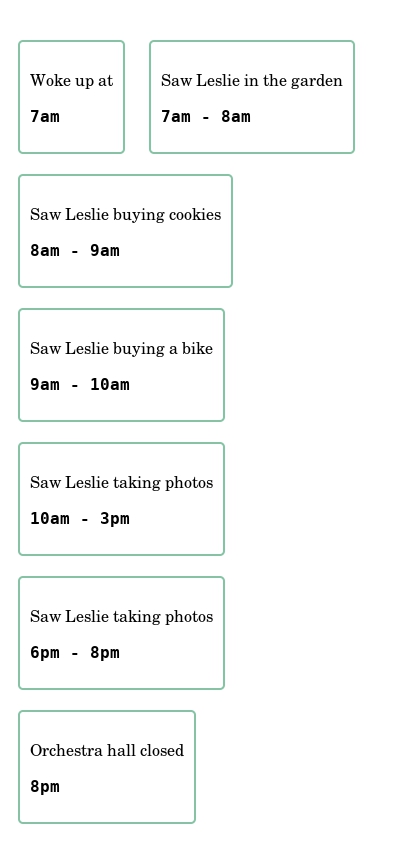 Woke up at
7am
Saw Leslie in the garden
7am - 8am
Saw Leslie buying cookies
8am - 9am
Saw Leslie buying a bike
9am - 10am
Saw Leslie taking photos
10am - 3pm
Saw Leslie taking photos
6pm - 8pm
Orchestra hall closed
8pm